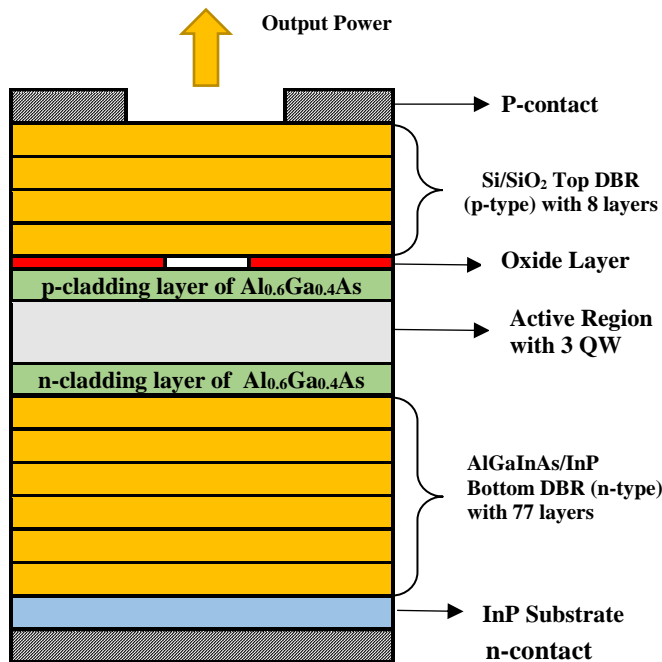 Output Power
P-contact
Si/SiO₂ Top DBR
(p-type) with 8 layers
Oxide Layer
p-cladding layer of Al₀.₆Ga₀.₄As
Active Region
with 3 QW
n-cladding layer of Al₀.₆Ga₀.₄As
AlGaInAs/InP
Bottom DBR (n-type)
with 77 layers
InP Substrate
n-contact